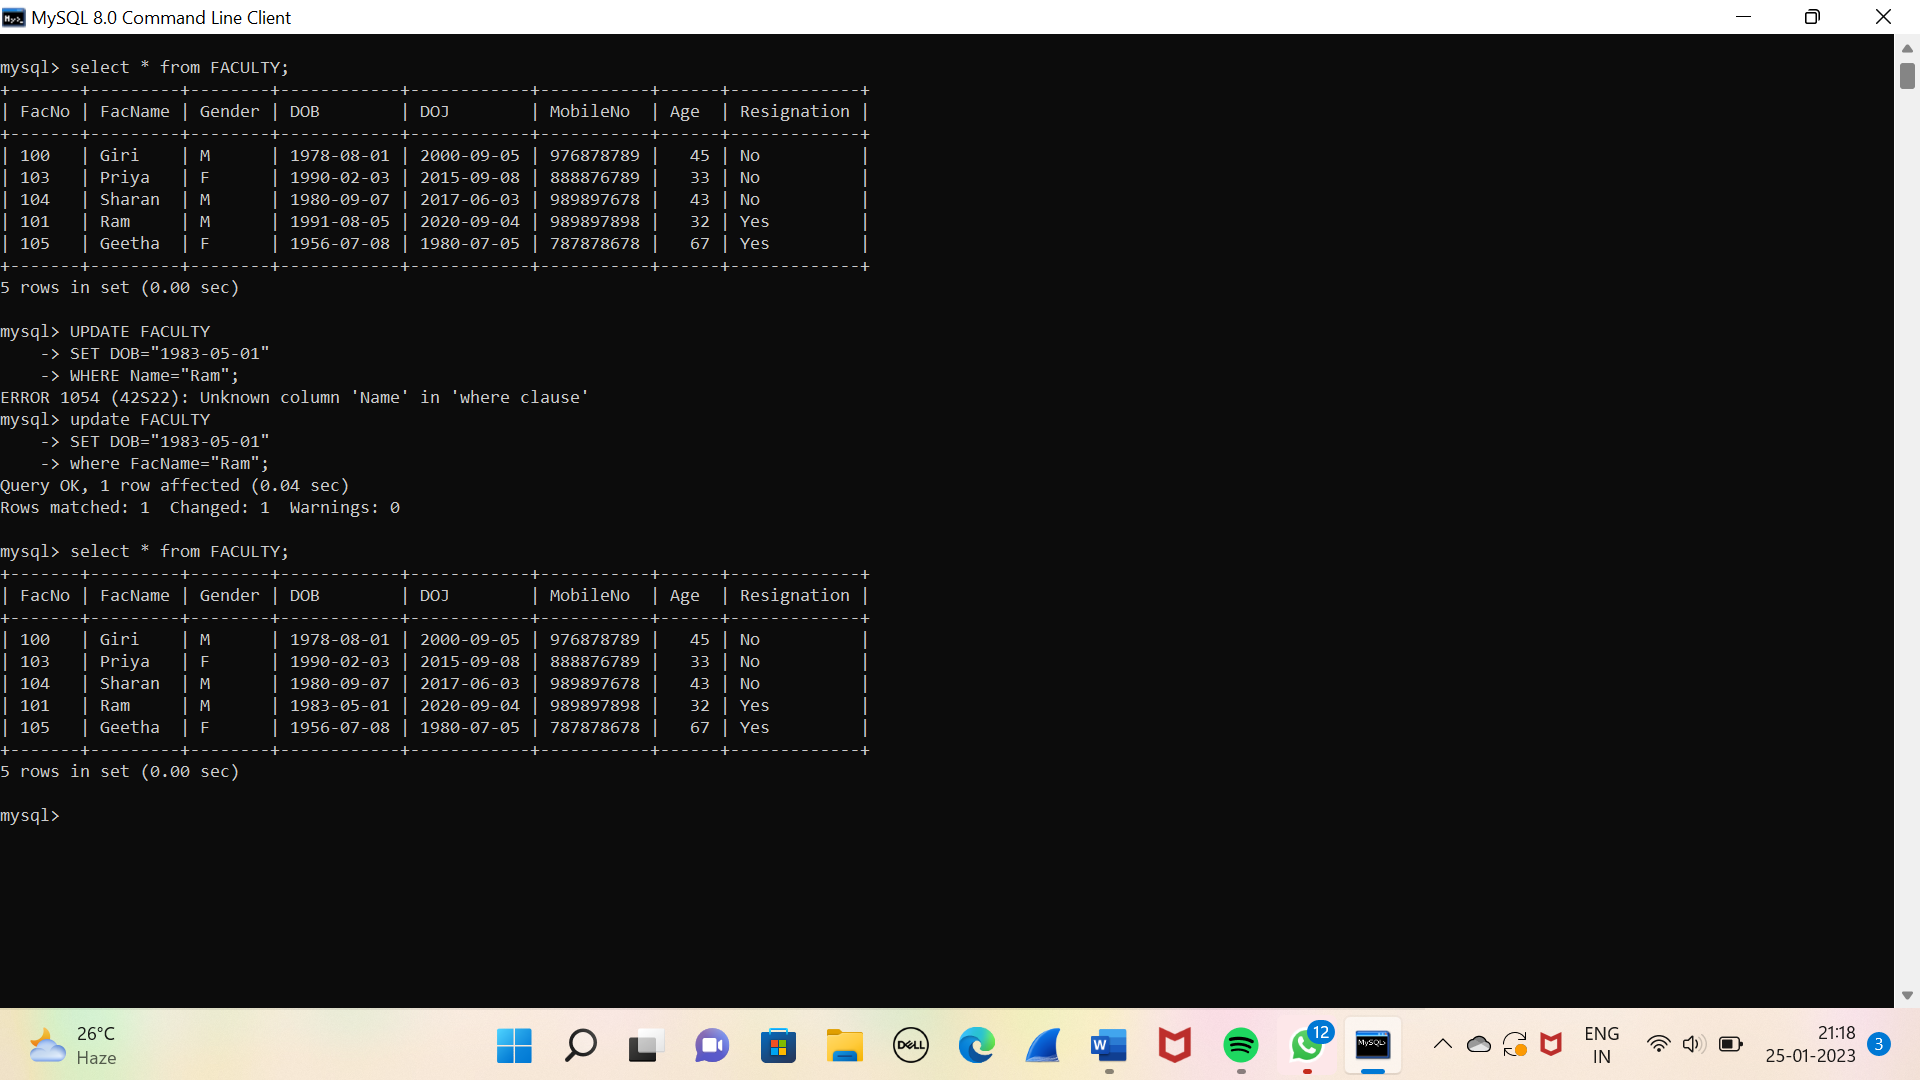 MySQL 8.0 Command Line Client
mysql> select * from FACULTY;
+-------+---------+--------+------------+------------+-----------+------+-------------+
| FacNo | FacName | Gender | DOB        | DOJ        | MobileNo  | Age  | Resignation |
+-------+---------+--------+------------+------------+-----------+------+-------------+
| 100   | Giri    | M      | 1978-08-01 | 2000-09-05 | 976878789 |   45 | No          |
| 103   | Priya   | F      | 1990-02-03 | 2015-09-08 | 888876789 |   33 | No          |
| 104   | Sharan  | M      | 1980-09-07 | 2017-06-03 | 989897678 |   43 | No          |
| 101   | Ram     | M      | 1991-08-05 | 2020-09-04 | 989897898 |   32 | Yes         |
| 105   | Geetha  | F      | 1956-07-08 | 1980-07-05 | 787878678 |   67 | Yes         |
+-------+---------+--------+------------+------------+-----------+------+-------------+
5 rows in set (0.00 sec)
mysql> UPDATE FACULTY
    -> SET DOB="1983-05-01"
    -> WHERE Name="Ram";
ERROR 1054 (42S22): Unknown column 'Name' in 'where clause'
mysql> update FACULTY
    -> SET DOB="1983-05-01"
    -> where FacName="Ram";
Query OK, 1 row affected (0.04 sec)
Rows matched: 1  Changed: 1  Warnings: 0
mysql> select * from FACULTY;
+-------+---------+--------+------------+------------+-----------+------+-------------+
| FacNo | FacName | Gender | DOB        | DOJ        | MobileNo  | Age  | Resignation |
+-------+---------+--------+------------+------------+-----------+------+-------------+
| 100   | Giri    | M      | 1978-08-01 | 2000-09-05 | 976878789 |   45 | No          |
| 103   | Priya   | F      | 1990-02-03 | 2015-09-08 | 888876789 |   33 | No          |
| 104   | Sharan  | M      | 1980-09-07 | 2017-06-03 | 989897678 |   43 | No          |
| 101   | Ram     | M      | 1983-05-01 | 2020-09-04 | 989897898 |   32 | Yes         |
| 105   | Geetha  | F      | 1956-07-08 | 1980-07-05 | 787878678 |   67 | Yes         |
+-------+---------+--------+------------+------------+-----------+------+-------------+
5 rows in set (0.00 sec)
mysql>
26°C
Haze
DELL
W
12
MySQL>
ENG
IN
21:18
25-01-2023
3